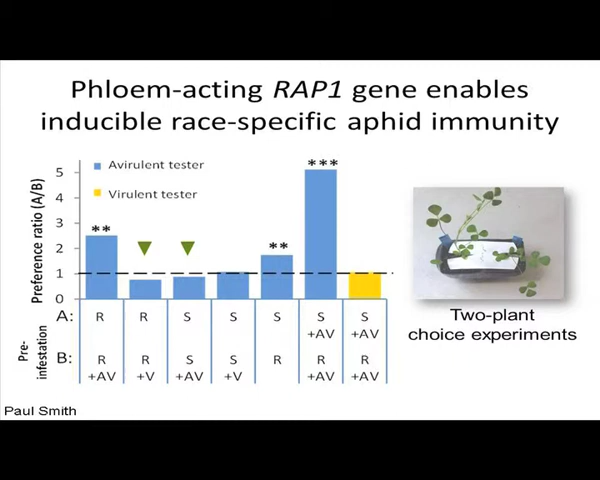 Phloem-acting RAP1 gene enables
inducible race-specific aphid immunity
Preference ratio (A/B)
5
4
3
2
1
0
Avirulent tester
Virulent tester
**
**
***
A: R R S S S S S
+AV +AV
Pre-
infestation
B: R R S S R R R
+AV +V +AV +V +AV +AV
Two-plant
choice experiments
Paul Smith